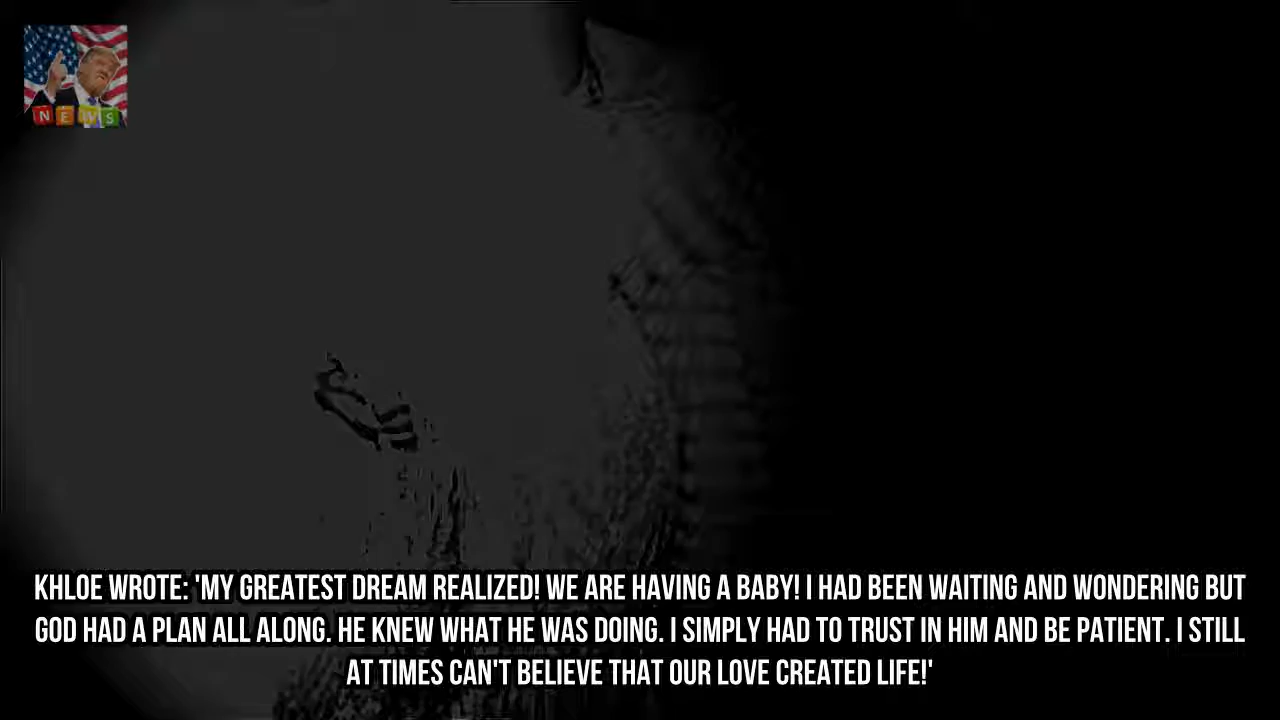 NEWS
KHLOE WROTE: 'MY GREATEST DREAM REALIZED! WE ARE HAVING A BABY! I HAD BEEN WAITING AND WONDERING BUT
GOD HAD A PLAN ALL ALONG. HE KNEW WHAT HE WAS DOING. I SIMPLY HAD TO TRUST IN HIM AND BE PATIENT. I STILL
AT TIMES CAN'T BELIEVE THAT OUR LOVE CREATED LIFE!'